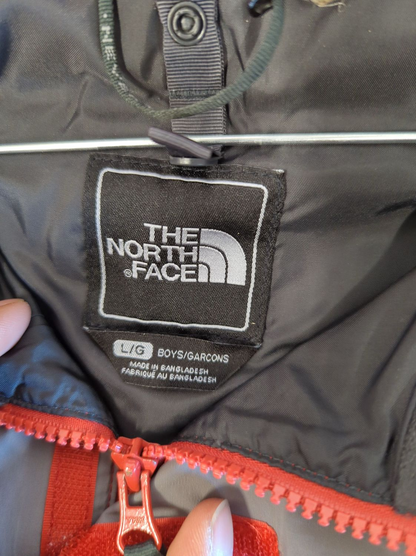 THE
NORTH
®FACE
L/G BOYS/GARCONS
MADE IN BANGLADESH
FABRIQUÉ AU BANGLADESH